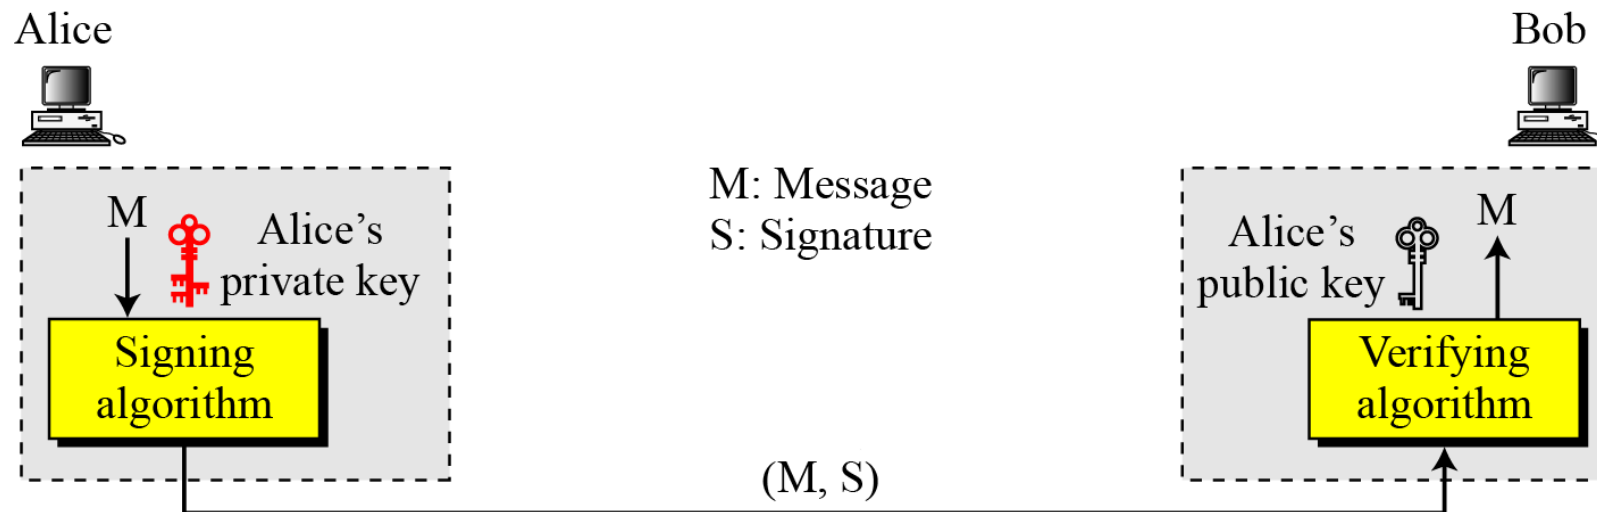 Alice
Bob
M
Alice’s
private key
Signing
algorithm
M: Message
S: Signature
(M, S)
Alice’s
public key
M
Verifying
algorithm